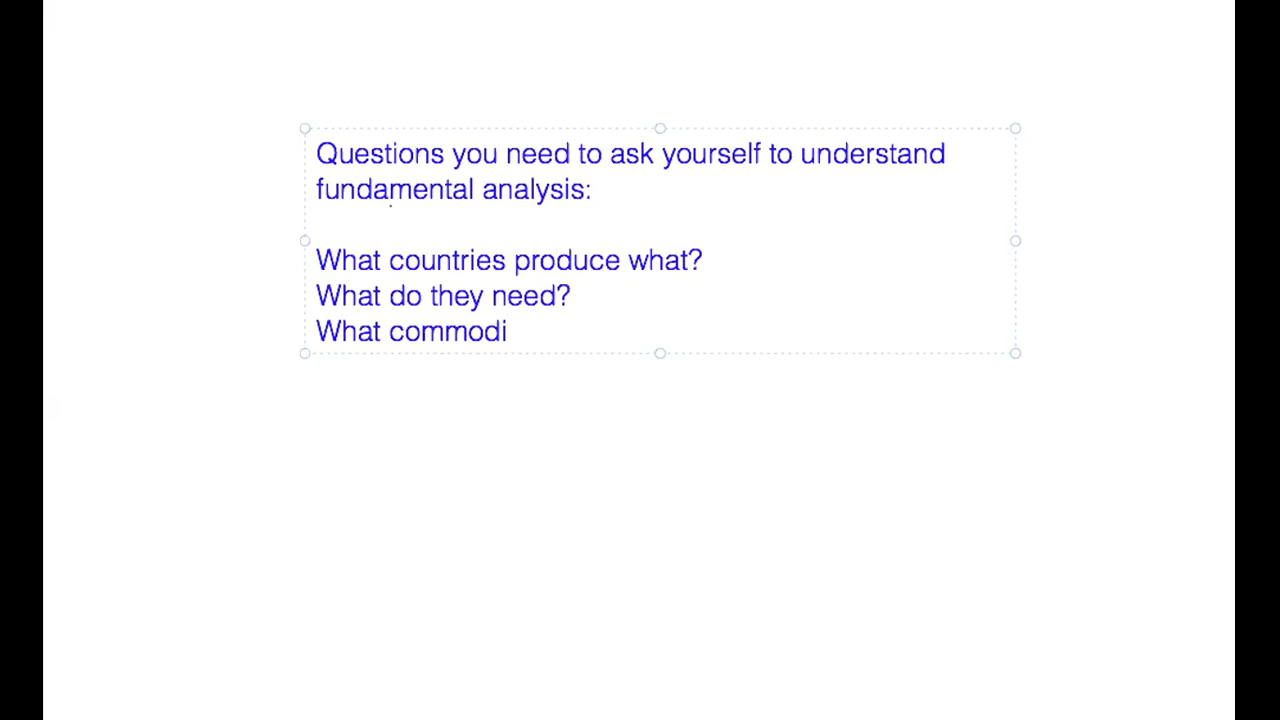 Questions you need to ask yourself to understand
fundamental analysis:
What countries produce what?
What do they need?
What commodi